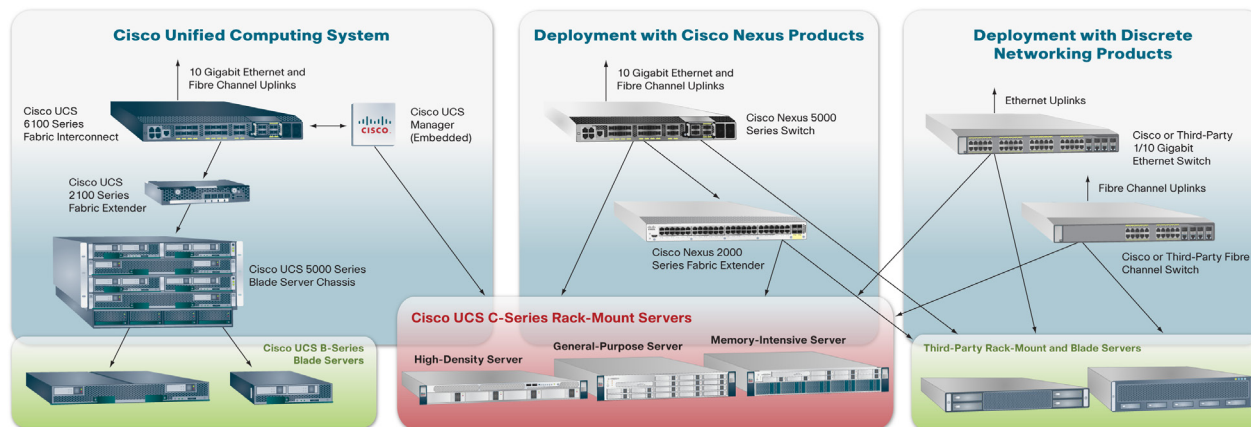 Cisco Unified Computing System
10 Gigabit Ethernet and
Fibre Channel Uplinks
Cisco UCS
6100 Series
Fabric Interconnect
CISCO
Cisco UCS
Manager
(Embedded)
Cisco UCS
2100 Series
Fabric Extender
Cisco UCS 5000 Series
Blade Server Chassis
Cisco UCS B-Series
Blade Servers
Deployment with Cisco Nexus Products
10 Gigabit Ethernet and
Fibre Channel Uplinks
Cisco Nexus 5000
Series Switch
Cisco Nexus 2000
Series Fabric Extender
Cisco UCS C-Series Rack-Mount Servers
High-Density Server
General-Purpose Server
Memory-Intensive Server
Deployment with Discrete
Networking Products
Ethernet Uplinks
Cisco or Third-Party
1/10 Gigabit
Ethernet Switch
Fibre Channel Uplinks
Cisco or Third-Party Fibre
Channel Switch
Third-Party Rack-Mount and Blade Servers